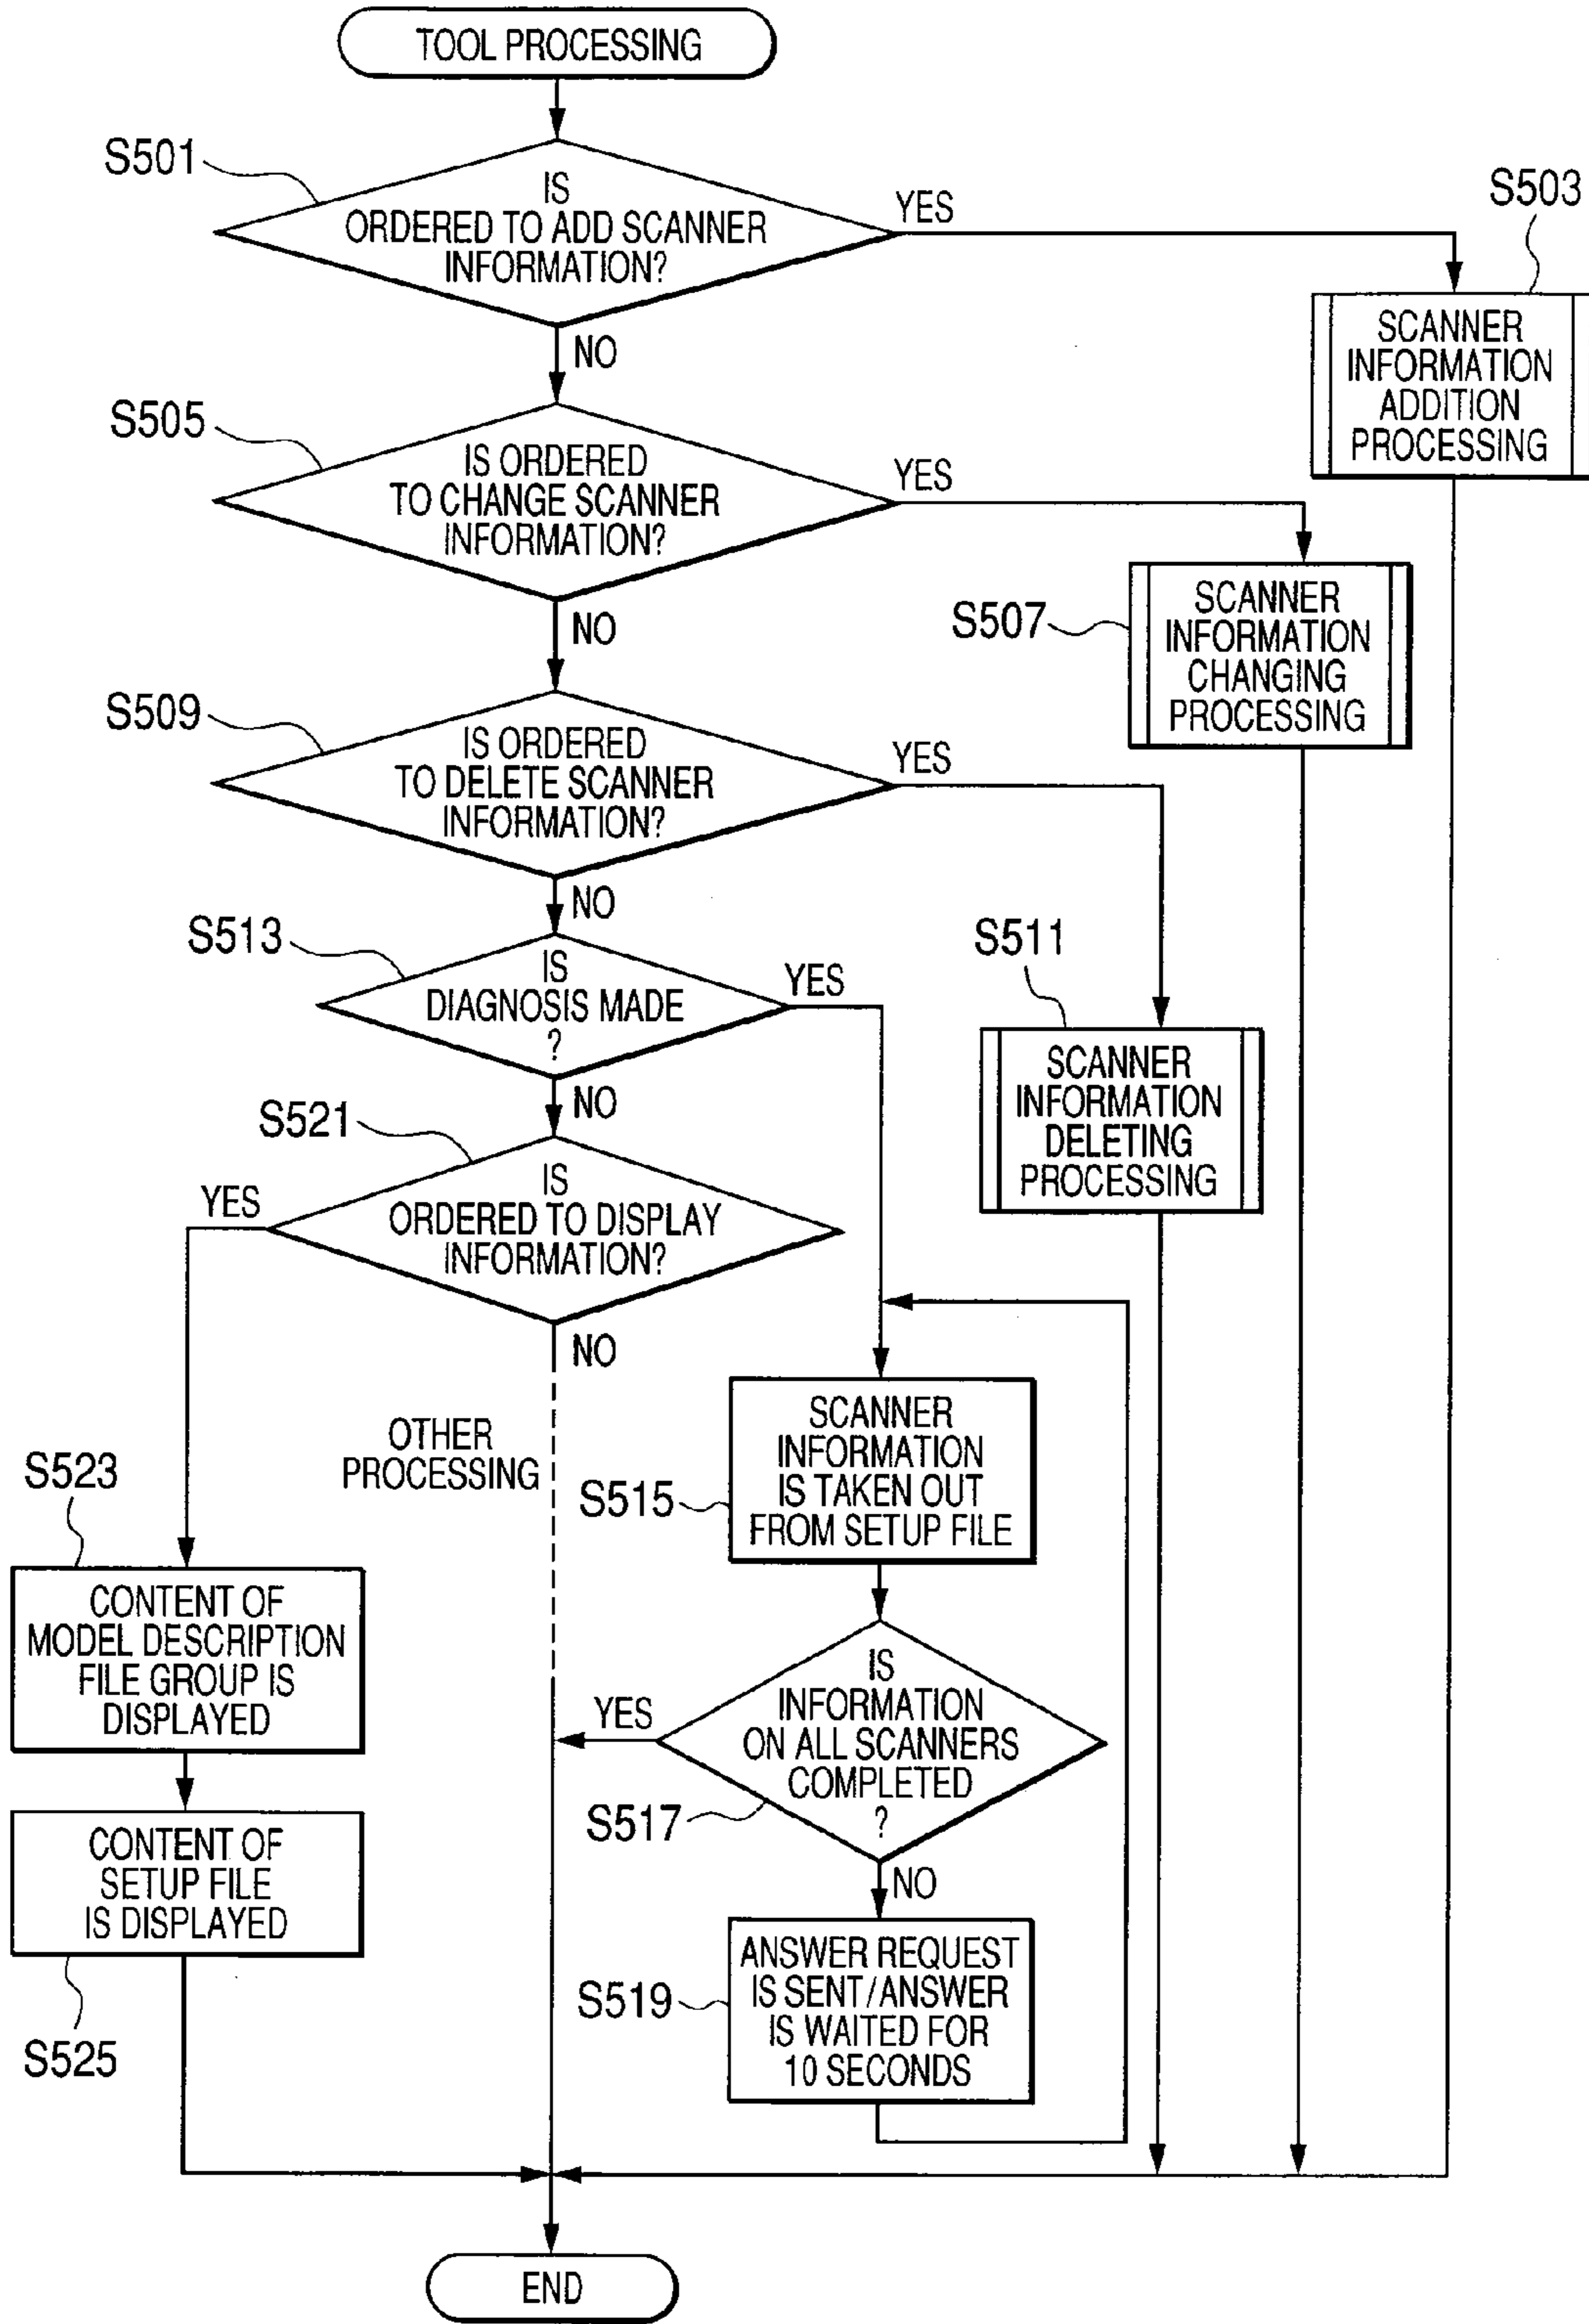 TOOL PROCESSING
S501
IS
ORDERED TO ADD SCANNER
INFORMATION?
YES
S503
SCANNER
INFORMATION
ADDITION
PROCESSING
NO
S505
IS ORDERED
TO CHANGE SCANNER
INFORMATION?
YES
S507
SCANNER
INFORMATION
CHANGING
PROCESSING
NO
S509
IS ORDERED
TO DELETE SCANNER
INFORMATION?
YES
S511
SCANNER
INFORMATION
DELETING
PROCESSING
NO
S513
IS
DIAGNOSIS MADE
?
YES
NO
S521
IS
ORDERED TO DISPLAY
INFORMATION?
YES
NO
OTHER
PROCESSING
S515
SCANNER
INFORMATION
IS TAKEN OUT
FROM SETUP FILE
S523
CONTENT OF
MODEL DESCRIPTION
FILE GROUP IS
DISPLAYED
S517
IS
INFORMATION
ON ALL SCANNERS
COMPLETED
?
YES
NO
CONTENT OF
SETUP FILE
IS DISPLAYED
S525
S519
ANSWER REQUEST
IS SENT/ANSWER
IS WAITED FOR
10 SECONDS
END